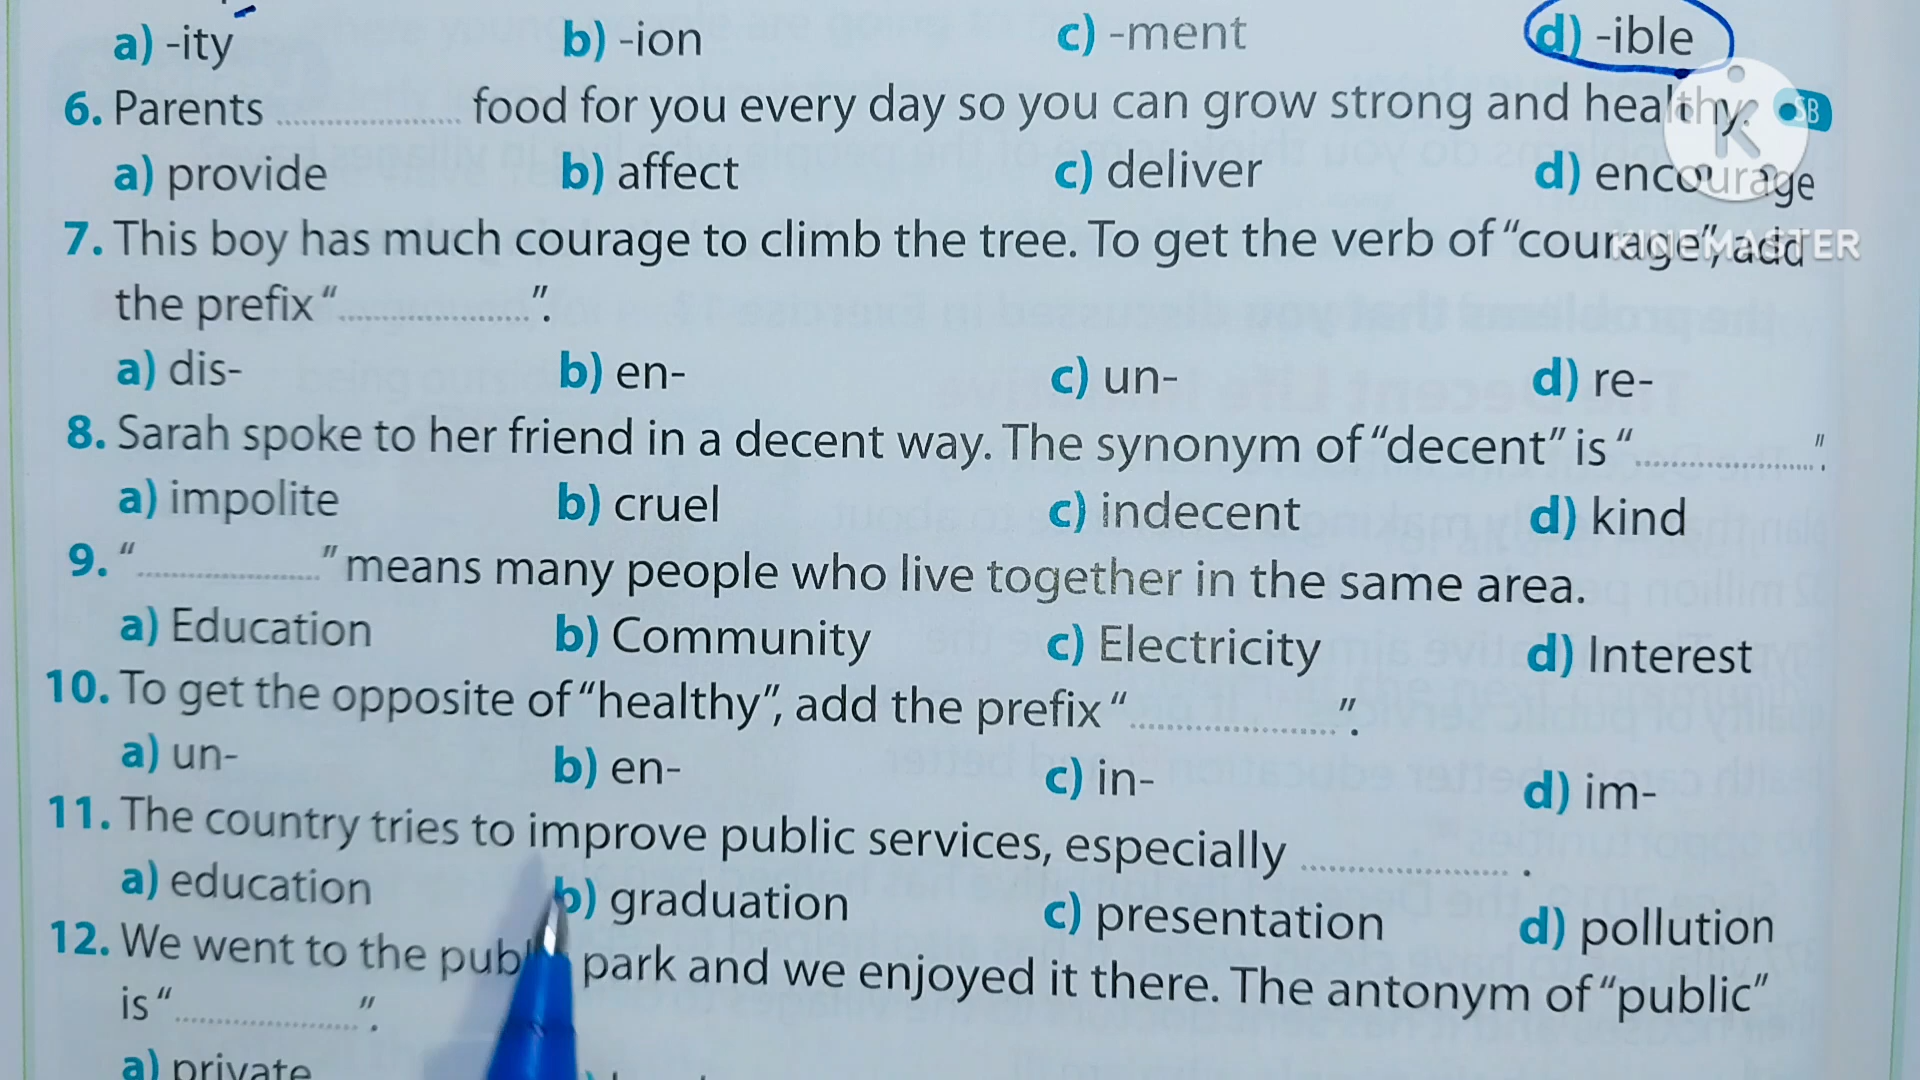 a) -ity b) -ion c) -ment d) -ible
6. Parents .................. food for you every day so you can grow strong and healthy. SB
a) provide b) affect c) deliver d) encourage
7. This boy has much courage to climb the tree. To get the verb of “courage”, add
the prefix “..................”.
a) dis- b) en- c) un- d) re-
8. Sarah spoke to her friend in a decent way. The synonym of “decent” is “..................”.
a) impolite b) cruel c) indecent d) kind
9. “..................” means many people who live together in the same area.
a) Education b) Community c) Electricity d) Interest
10. To get the opposite of “healthy”, add the prefix “..................”.
a) un- b) en- c) in- d) im-
11. The country tries to improve public services, especially .................. .
a) education b) graduation c) presentation d) pollution
12. We went to the public park and we enjoyed it there. The antonym of “public”
is “..................”.
a) private
K
KINEMASTER